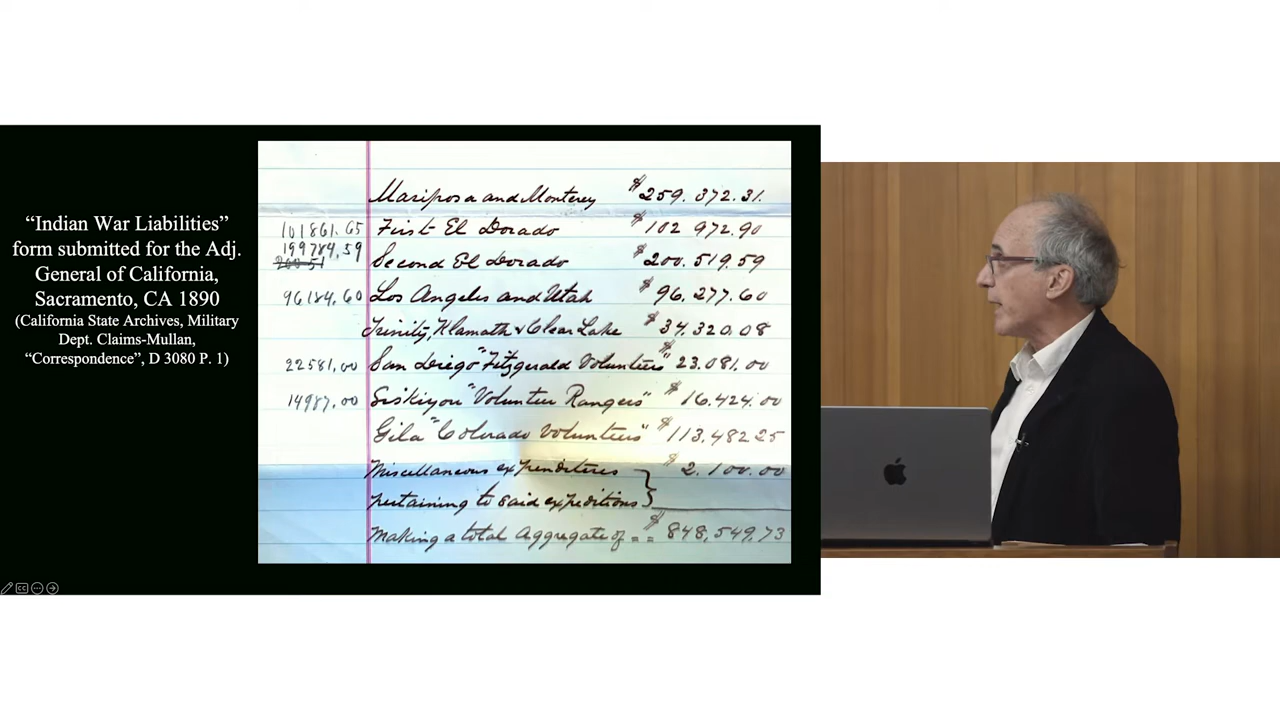 “Indian War Liabilities”
form submitted for the Adj.
General of California,
Sacramento, CA 1890
(California State Archives, Military
Dept. Claims-Mullan,
“Correspondence”, D 3080 P. 1)
Mariposa and Monterey $259.372.31.
101861.65 First El Dorado $102 972.90
199784.59
200 51 Second El Dorado $200.519.59
96184.60 Los Angeles and Utah $96.277.60
Trinity, Klamath & Clear Lake $34.320.08
22581.00 San Diego "Fitzgerald Volunteers" $23.081.00
14987.00 Siskiyou "Volunteer Rangers" $16.424.00
Gila "Colorado Volunteers" $113,482 25
Miscellaneous expenditures $2.100.00
pertaining to said expeditions
Making a total Aggregate of = = $848,549.73